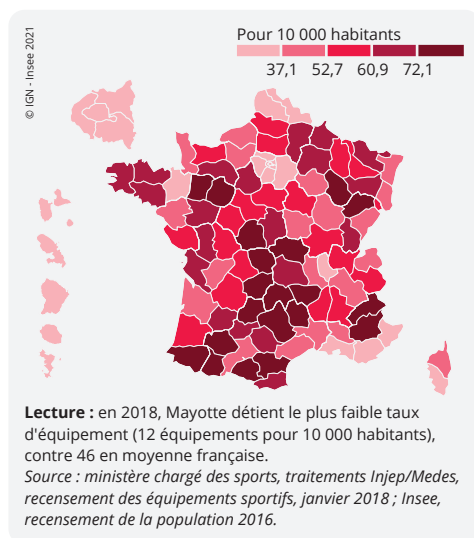 Pour 10 000 habitants
37,1 52,7 60,9 72,1
© IGN - Insee 2021
Lecture : en 2018, Mayotte détient le plus faible taux
d'équipement (12 équipements pour 10 000 habitants),
contre 46 en moyenne française.
Source : ministère chargé des sports, traitements Injep/Medes,
recensement des équipements sportifs, janvier 2018 ; Insee,
recensement de la population 2016.